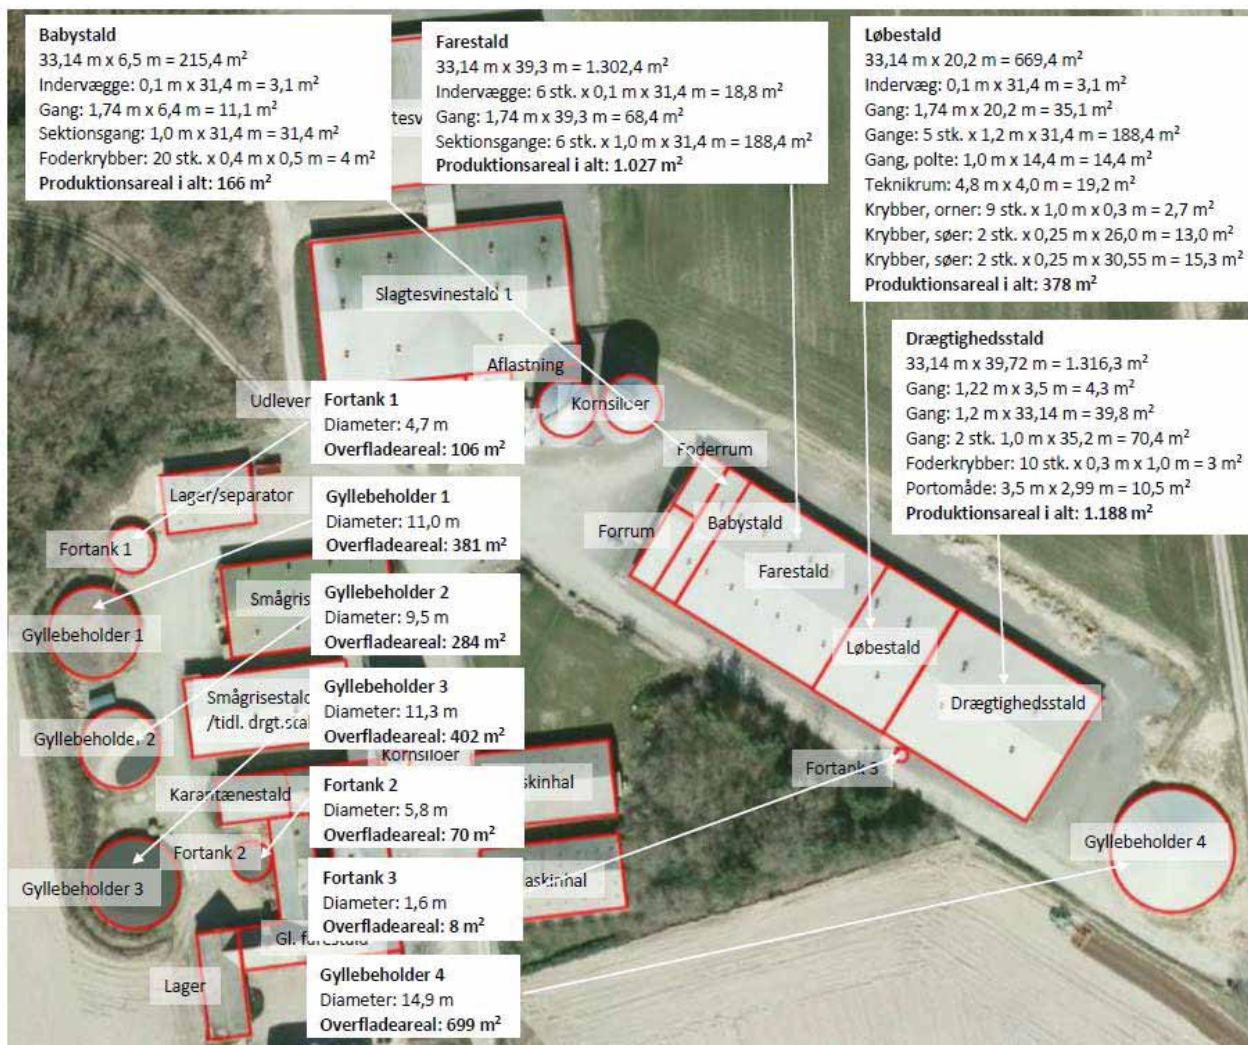 Babystald
33,14 m x 6,5 m = 215,4 m²
Indervægge: 0,1 m x 31,4 m = 3,1 m²
Gang: 1,74 m x 6,4 m = 11,1 m²
Sektionsgang: 1,0 m x 31,4 m = 31,4 m²
Foderkrybber: 20 stk. x 0,4 m x 0,5 m = 4 m²
Produktionsareal i alt: 166 m²
Farestald
33,14 m x 39,3 m = 1.302,4 m²
Indervægge: 6 stk. x 0,1 m x 31,4 m = 18,8 m²
Gang: 1,74 m x 39,3 m = 68,4 m²
Sektionsgange: 6 stk. x 1,0 m x 31,4 m = 188,4 m²
Produktionsareal i alt: 1.027 m²
Løbestald
33,14 m x 20,2 m = 669,4 m²
Indervæg: 0,1 m x 31,4 m = 3,1 m²
Gang: 1,74 m x 20,2 m = 35,1 m²
Gange: 5 stk. x 1,2 m x 31,4 m = 188,4 m²
Gang, polte: 1,0 m x 14,4 m = 14,4 m²
Teknikrum: 4,8 m x 4,0 m = 19,2 m²
Krybber, orner: 9 stk. x 1,0 m x 0,3 m = 2,7 m²
Krybber, søer: 2 stk. x 0,25 m x 26,0 m = 13,0 m²
Krybber, søer: 2 stk. x 0,25 m x 30,55 m = 15,3 m²
Produktionsareal i alt: 378 m²
Drægtighedsstald
33,14 m x 39,72 m = 1.316,3 m²
Gang: 1,22 m x 3,5 m = 4,3 m²
Gang: 1,2 m x 33,14 m = 39,8 m²
Gang: 2 stk. 1,0 m x 35,2 m = 70,4 m²
Foderkrybber: 10 stk. x 0,3 m x 1,0 m = 3 m²
Portomåde: 3,5 m x 2,99 m = 10,5 m²
Produktionsareal i alt: 1.188 m²
Slagtesvinestald 1
Aflastning
Kornsiloer
Udlever
Fortank 1
Diameter: 4,7 m
Overfladeareal: 106 m²
Foderrum
Lager/separator
Gyllebeholder 1
Diameter: 11,0 m
Overfladeareal: 381 m²
Forrum
Babystald
Fortank 1
Farestald
Gyllebeholder 2
Diameter: 9,5 m
Overfladeareal: 284 m²
Smågris
Gyllebeholder 1
Løbestald
Gyllebeholder 3
Diameter: 11,3 m
Overfladeareal: 402 m²
Smågrisestald
/tidl. drgt.stal
Drægtighedsstald
Gyllebeholder 2
Kornsiloer
Fortank 3
Fortank 2
Diameter: 5,8 m
Overfladeareal: 70 m²
skinhal
Karantænestald
Fortank 2
Gyllebeholder 4
Fortank 3
Diameter: 1,6 m
Overfladeareal: 8 m²
askinhal
Gyllebeholder 3
Gl. farestald
Gyllebeholder 4
Diameter: 14,9 m
Overfladeareal: 699 m²
Lager